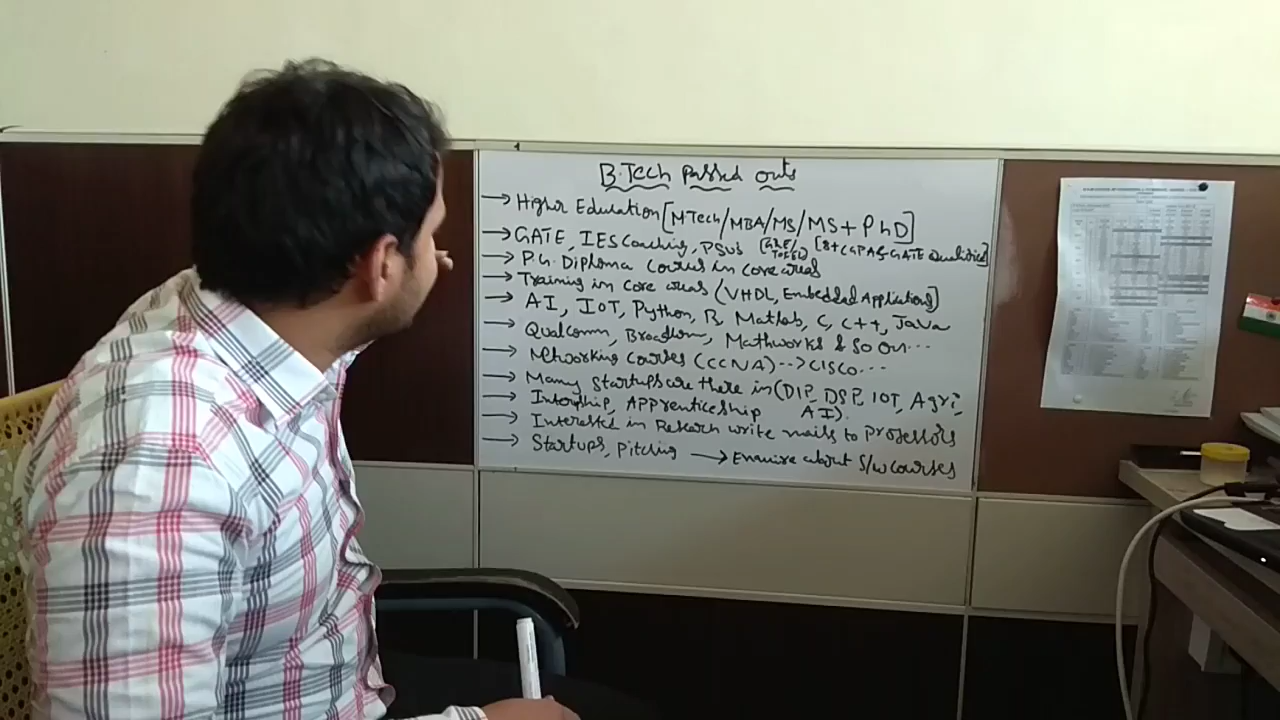 B.Tech Passed outs
→ Higher Education [MTech/MBA/MS/MS+PhD]
→ GATE, IES Coaching, PSUs [GRE/TOEFL] [8+CGPA & GATE Qualified]
→ P.G. Diploma Courses in Core areas
→ Training in Core areas (VHDL, Embedded Applications)
→ AI, IOT, Python, R, Matlab, C, C++, Java
→ Qualcomm, Broadcom, Mathworks & so on...
→ Networking Courses (CCNA) --> CISCO...
→ Many Startups are there in (DIP, DSP, IOT, Agri,
AI).
→ Internship, Apprenticeship
→ Interested in Research write mails to Professors
→ Startups, Pitching → Enquire about S/w courses